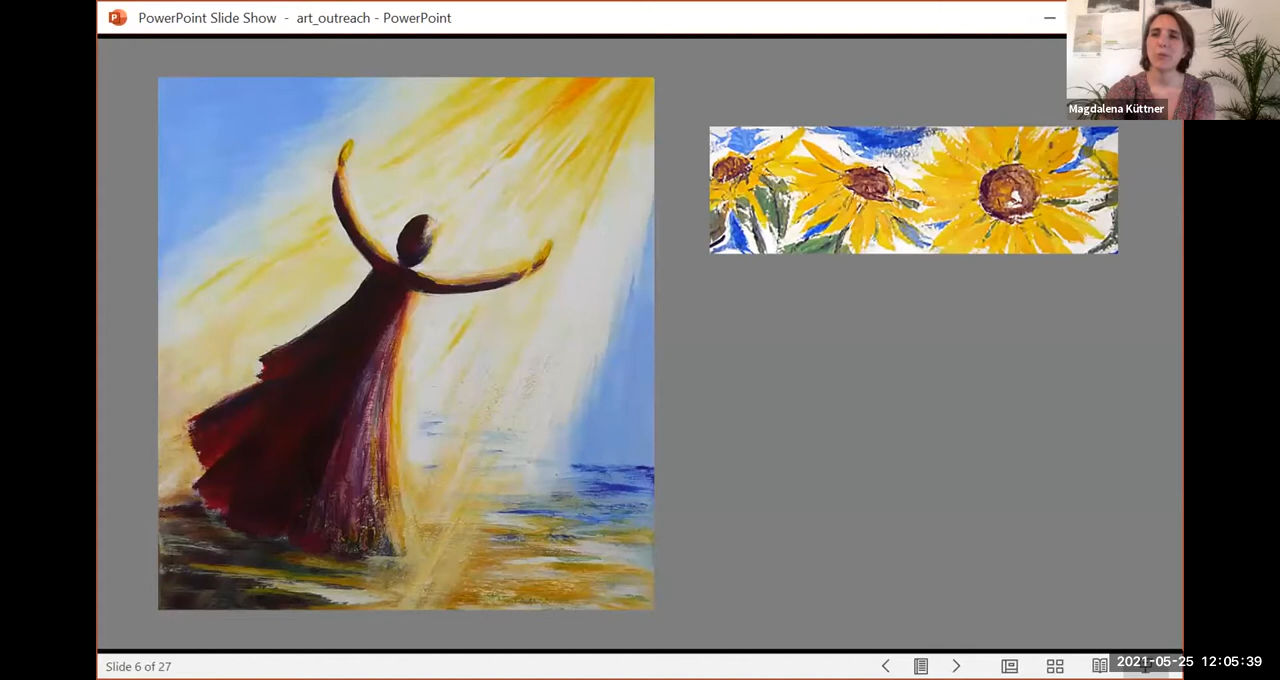 PowerPoint Slide Show - art_outreach - PowerPoint
Magdalena Küttner
Slide 6 of 27
2021-05-25 12:05:39